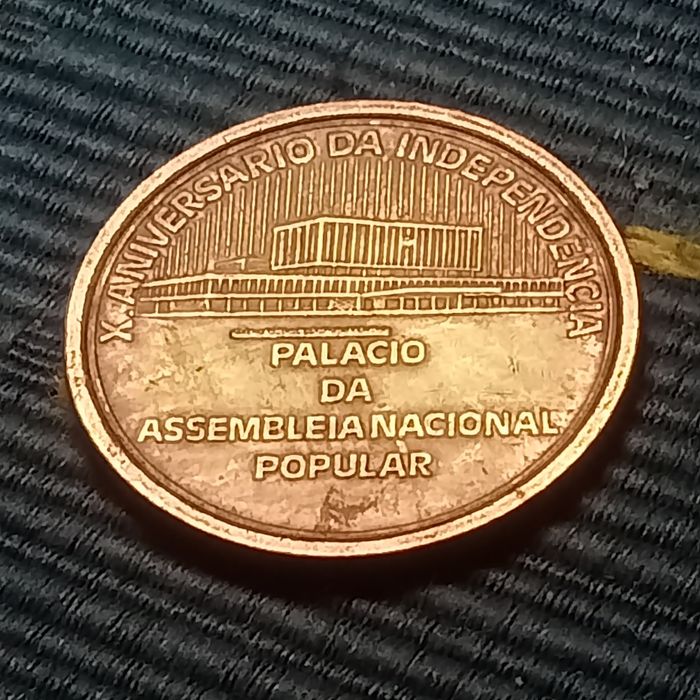 X. ANIVERSARIO DA INDEPENDENCIA
PALACIO
DA
ASSEMBLEIA NACIONAL
POPULAR